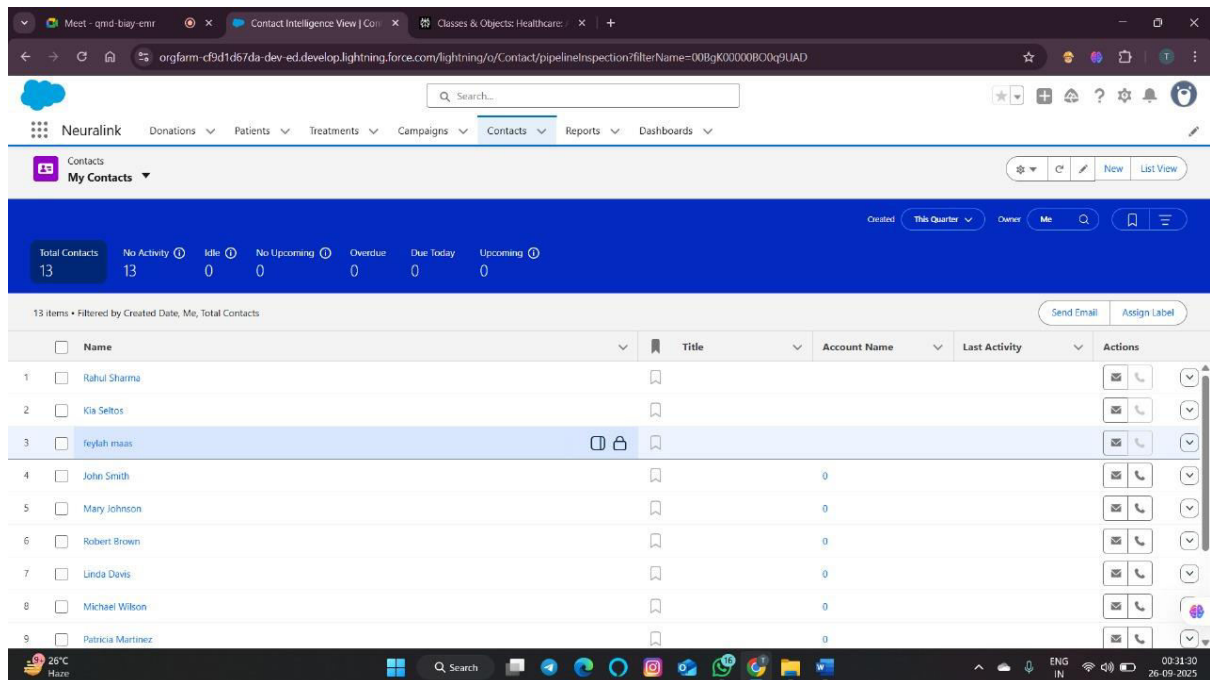 Meet - qmd-biay-emr
Contact Intelligence View | Con
Classes & Objects: Healthcare:
orgfarm-cf9d1d67da-dev-ed.develop.lightning.force.com/lightning/o/Contact/pipelineInspection?filterName=00BgK00000BO0q9UAD
T
Search...
Neuralink Donations Patients Treatments Campaigns Contacts Reports Dashboards
Contacts
My Contacts
New List View
Created This Quarter Owner Me
Total Contacts No Activity Idle No Upcoming Overdue Due Today Upcoming
13 13 0 0 0 0 0
13 items • Filtered by Created Date, Me, Total Contacts
Send Email Assign Label
Name Title Account Name Last Activity Actions
1 Rahul Sharma
2 Kia Seltos
3 feylah maas
4 John Smith 0
5 Mary Johnson 0
6 Robert Brown 0
7 Linda Davis 0
8 Michael Wilson 0
9 Patricia Martinez 0
9+ 26°C
Haze
Search
ENG
IN
00:31:30
26-09-2025